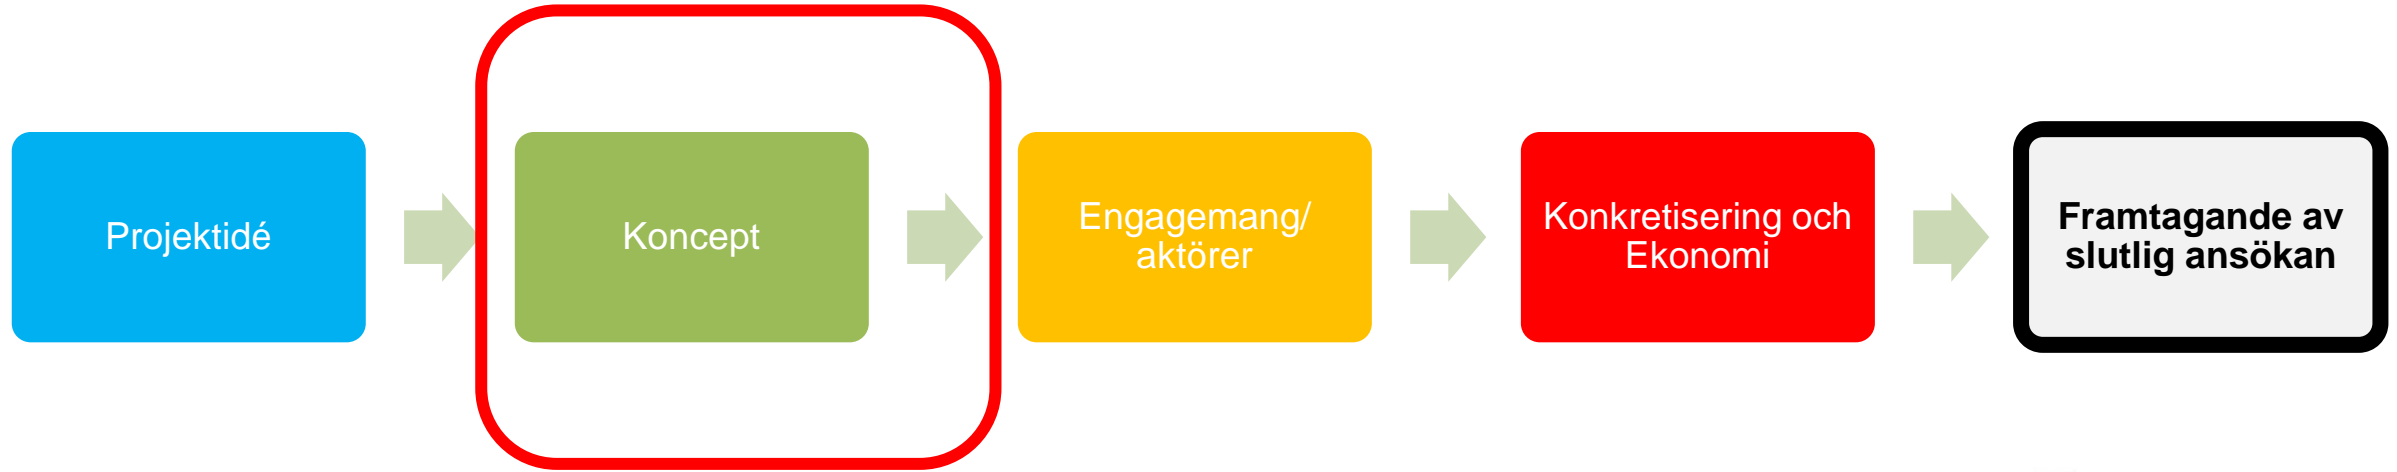 Projektidé
Koncept
Engagemang/
aktörer
Konkretisering och
Ekonomi
Framtagande av
slutlig ansökan